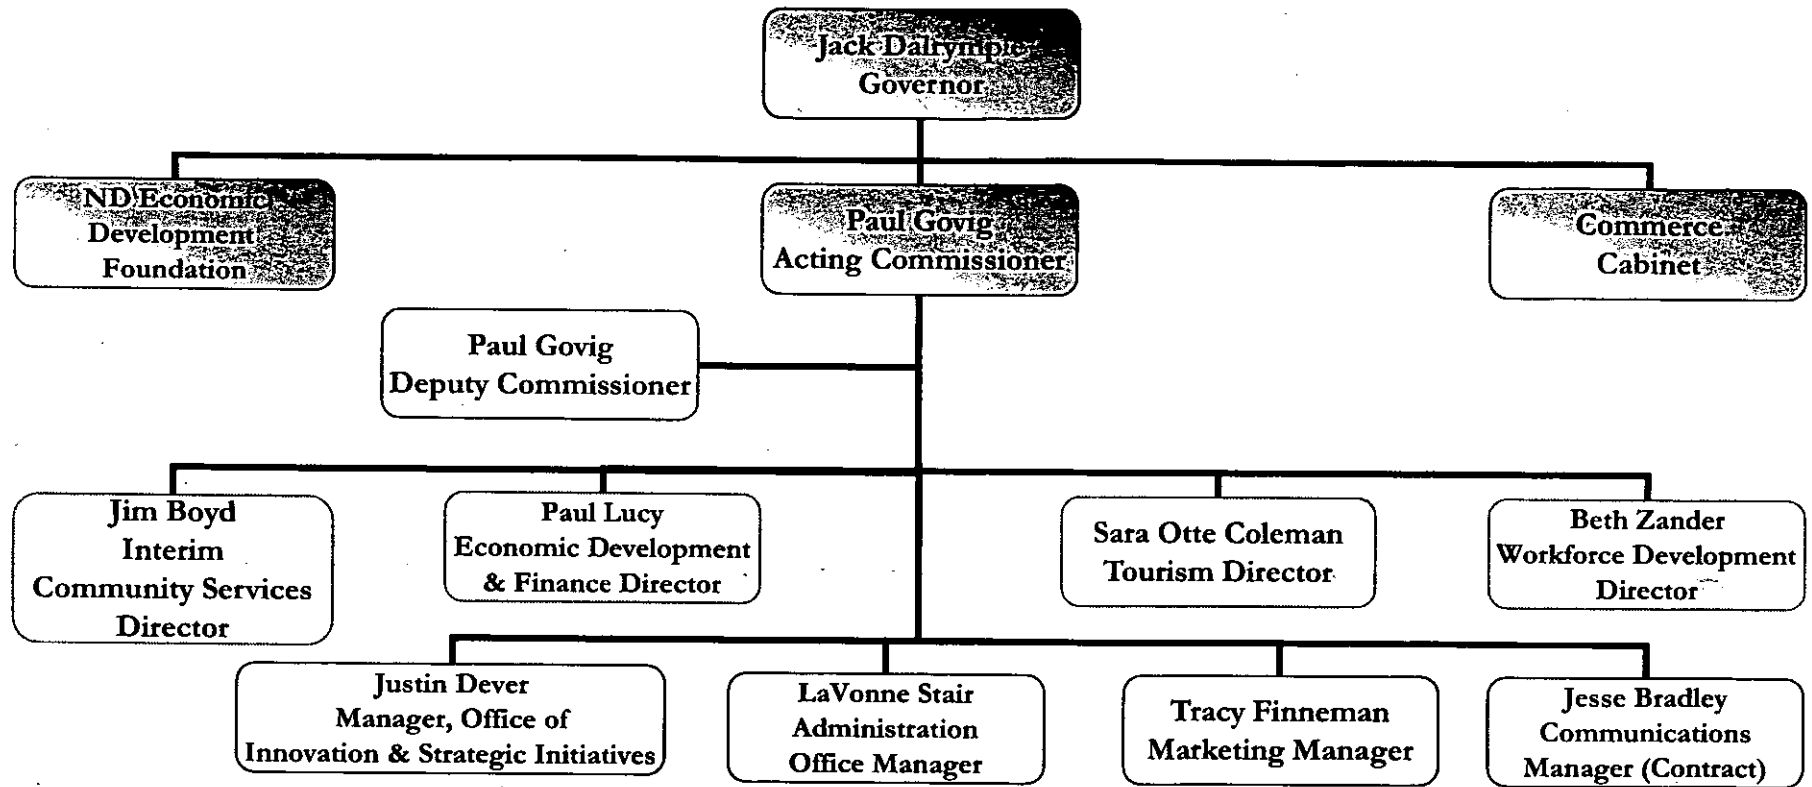 Jack Dalrymple
Governor
ND Economic
Development
Foundation
Paul Govig
Acting Commissioner
Commerce
Cabinet
Paul Govig
Deputy Commissioner
Jim Boyd
Interim
Community Services
Director
Paul Lucy
Economic Development
& Finance Director
Sara Otte Coleman
Tourism Director
Beth Zander
Workforce Development
Director
Justin Dever
Manager, Office of
Innovation & Strategic Initiatives
LaVonne Stair
Administration
Office Manager
Tracy Finneman
Marketing Manager
Jesse Bradley
Communications
Manager (Contract)